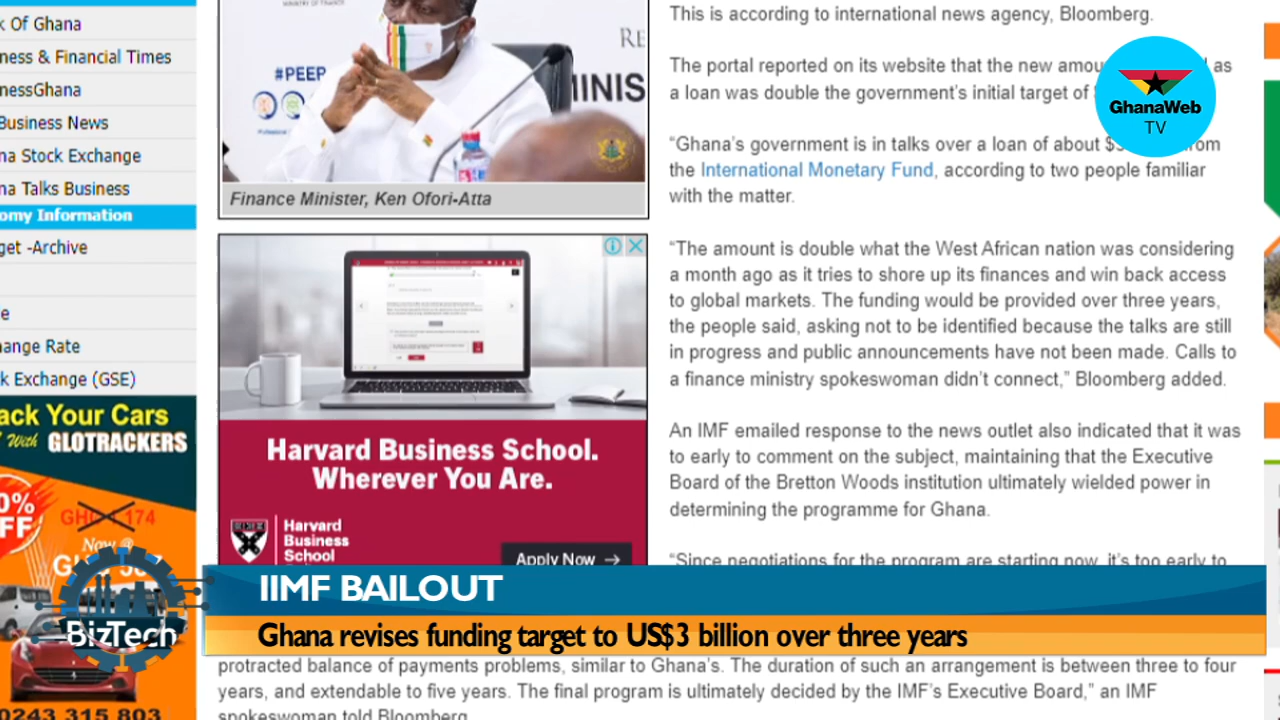 k Of Ghana
ness & Financial Times
nessGhana
Business News
na Stock Exchange
na Talks Business
omy Information
get -Archive
e
ange Rate
k Exchange (GSE)
ack Your Cars
With GLOTRACKERS
0%
FF
174
Now @
0243 315 803
MINISTRY OF FINANCE
RE
#PEEP
MINIS
Finance Minister, Ken Ofori-Atta
Harvard Business School.
Wherever You Are.
Harvard
Business
School
Apply Now →
This is according to international news agency, Bloomberg.
The portal reported on its website that the new amou as
a loan was double the government's initial target of
“Ghana's government is in talks over a loan of about $ rom
the International Monetary Fund, according to two people familiar
with the matter.
“The amount is double what the West African nation was considering
a month ago as it tries to shore up its finances and win back access
to global markets. The funding would be provided over three years,
the people said, asking not to be identified because the talks are still
in progress and public announcements have not been made. Calls to
a finance ministry spokeswoman didn't connect,” Bloomberg added.
An IMF emailed response to the news outlet also indicated that it was
to early to comment on the subject, maintaining that the Executive
Board of the Bretton Woods institution ultimately wielded power in
determining the programme for Ghana.
“Since negotiations for the program are starting now, it's too early to
protracted balance of payments problems, similar to Ghana's. The duration of such an arrangement is between three to four
years, and extendable to five years. The final program is ultimately decided by the IMF's Executive Board,” an IMF
spokeswoman told Bloomberg
GhanaWeb
TV
BizTech
IIMF BAILOUT
Ghana revises funding target to US$3 billion over three years